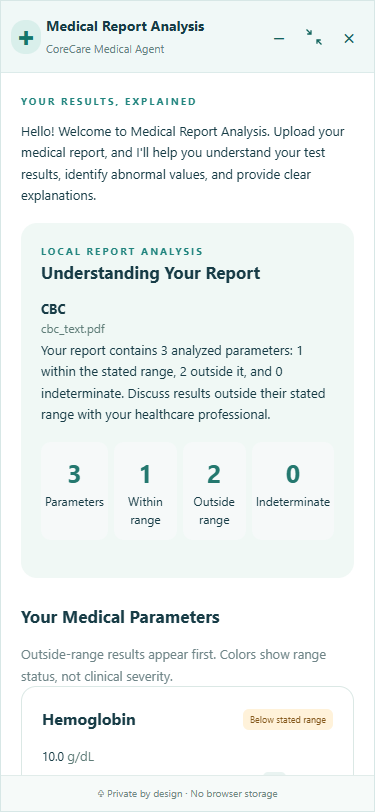 Medical Report Analysis
CoreCare Medical Agent
YOUR RESULTS, EXPLAINED
Hello! Welcome to Medical Report Analysis. Upload your
medical report, and I'll help you understand your test
results, identify abnormal values, and provide clear
explanations.
LOCAL REPORT ANALYSIS
Understanding Your Report
CBC
cbc_text.pdf
Your report contains 3 analyzed parameters: 1
within the stated range, 2 outside it, and 0
indeterminate. Discuss results outside their stated
range with your healthcare professional.
3
Parameters
1
Within
range
2
Outside
range
0
Indeterminate
Your Medical Parameters
Outside-range results appear first. Colors show range
status, not clinical severity.
Hemoglobin
Below stated range
10.0 g/dL
Private by design · No browser storage